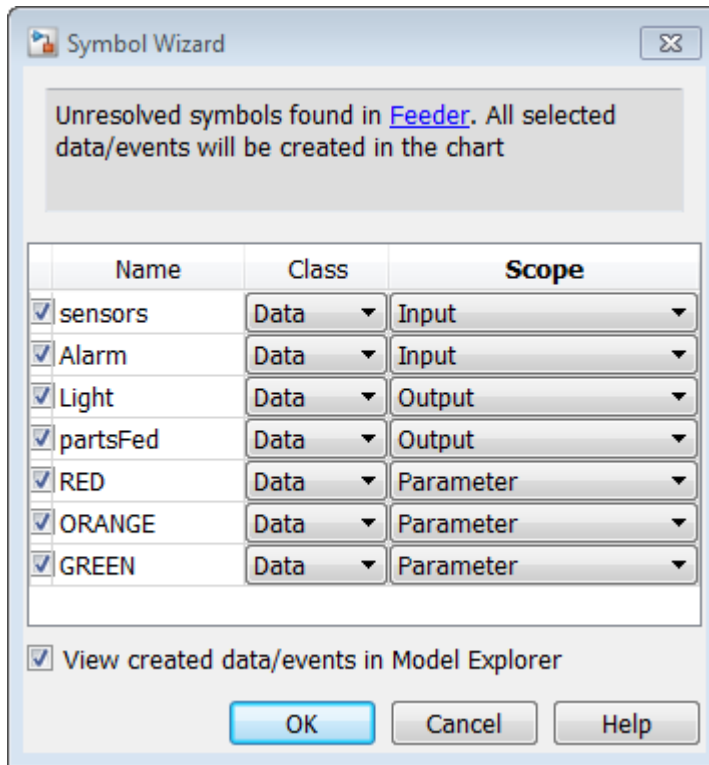 Symbol Wizard
Unresolved symbols found in Feeder. All selected
data/events will be created in the chart
Name Class Scope
sensors Data Input
Alarm Data Input
Light Data Output
partsFed Data Output
RED Data Parameter
ORANGE Data Parameter
GREEN Data Parameter
View created data/events in Model Explorer
OK Cancel Help